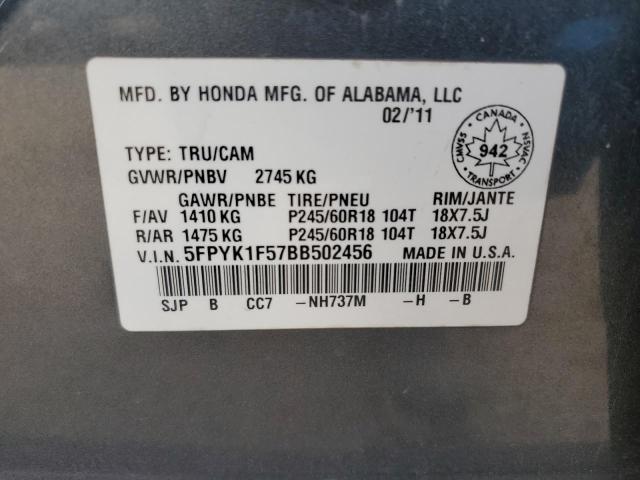 MFD. BY HONDA MFG. OF ALABAMA, LLC
02/'11
CANADA
CMVSS
942
NSVAC
TRANSPORT
TYPE: TRU/CAM
GVWR/PNBV 2745 KG
GAWR/PNBE TIRE/PNEU RIM/JANTE
F/AV 1410 KG P245/60R18 104T 18X7.5J
R/AR 1475 KG P245/60R18 104T 18X7.5J
V.I.N. 5FPYK1F57BB502456 MADE IN U.S.A.
SJP B CC7 -NH737M -H -B